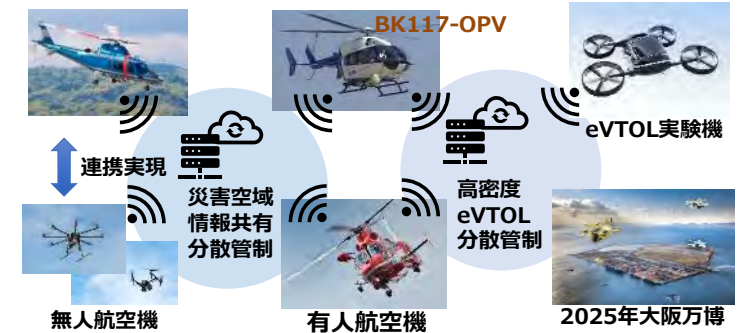 BK117-OPV
eVTOL実験機
連携実現
災害空域
情報共有
分散管制
高密度
eVTOL
分散管制
無人航空機
有人航空機
2025年大阪万博